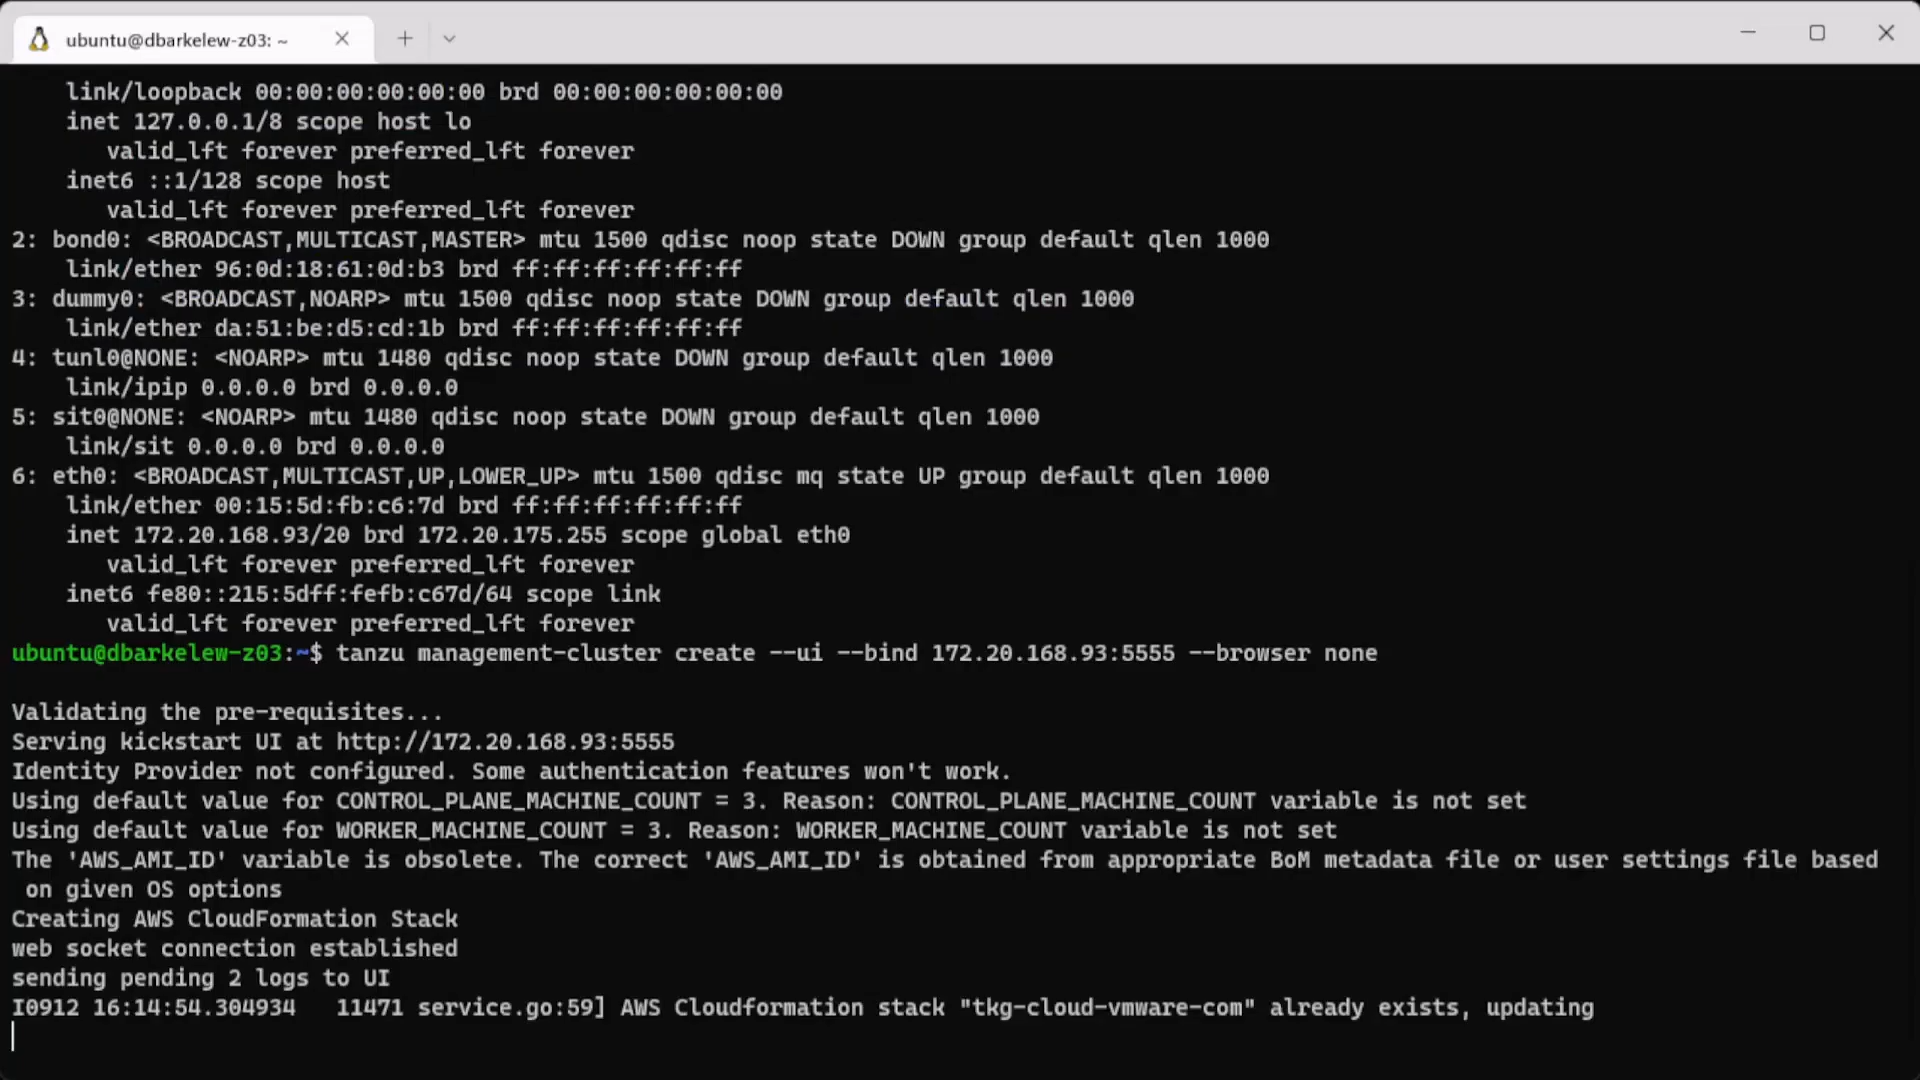 ubuntu@dbarkelew-z03: ~
link/loopback 00:00:00:00:00:00 brd 00:00:00:00:00:00
inet 127.0.0.1/8 scope host lo
valid_lft forever preferred_lft forever
inet6 ::1/128 scope host
valid_lft forever preferred_lft forever
2: bond0: <BROADCAST,MULTICAST,MASTER> mtu 1500 qdisc noop state DOWN group default qlen 1000
link/ether 96:0d:18:61:0d:b3 brd ff:ff:ff:ff:ff:ff
3: dummy0: <BROADCAST,NOARP> mtu 1500 qdisc noop state DOWN group default qlen 1000
link/ether da:51:be:d5:cd:1b brd ff:ff:ff:ff:ff:ff
4: tunl0@NONE: <NOARP> mtu 1480 qdisc noop state DOWN group default qlen 1000
link/ipip 0.0.0.0 brd 0.0.0.0
5: sit0@NONE: <NOARP> mtu 1480 qdisc noop state DOWN group default qlen 1000
link/sit 0.0.0.0 brd 0.0.0.0
6: eth0: <BROADCAST,MULTICAST,UP,LOWER_UP> mtu 1500 qdisc mq state UP group default qlen 1000
link/ether 00:15:5d:fb:c6:7d brd ff:ff:ff:ff:ff:ff
inet 172.20.168.93/20 brd 172.20.175.255 scope global eth0
valid_lft forever preferred_lft forever
inet6 fe80::215:5dff:fefb:c67d/64 scope link
valid_lft forever preferred_lft forever
ubuntu@dbarkelew-z03:~$ tanzu management-cluster create --ui --bind 172.20.168.93:5555 --browser none
Validating the pre-requisites...
Serving kickstart UI at http://172.20.168.93:5555
Identity Provider not configured. Some authentication features won't work.
Using default value for CONTROL_PLANE_MACHINE_COUNT = 3. Reason: CONTROL_PLANE_MACHINE_COUNT variable is not set
Using default value for WORKER_MACHINE_COUNT = 3. Reason: WORKER_MACHINE_COUNT variable is not set
The 'AWS_AMI_ID' variable is obsolete. The correct 'AWS_AMI_ID' is obtained from appropriate BoM metadata file or user settings file based
on given OS options
Creating AWS CloudFormation Stack
web socket connection established
sending pending 2 logs to UI
I0912 16:14:54.304934   11471 service.go:59] AWS Cloudformation stack "tkg-cloud-vmware-com" already exists, updating